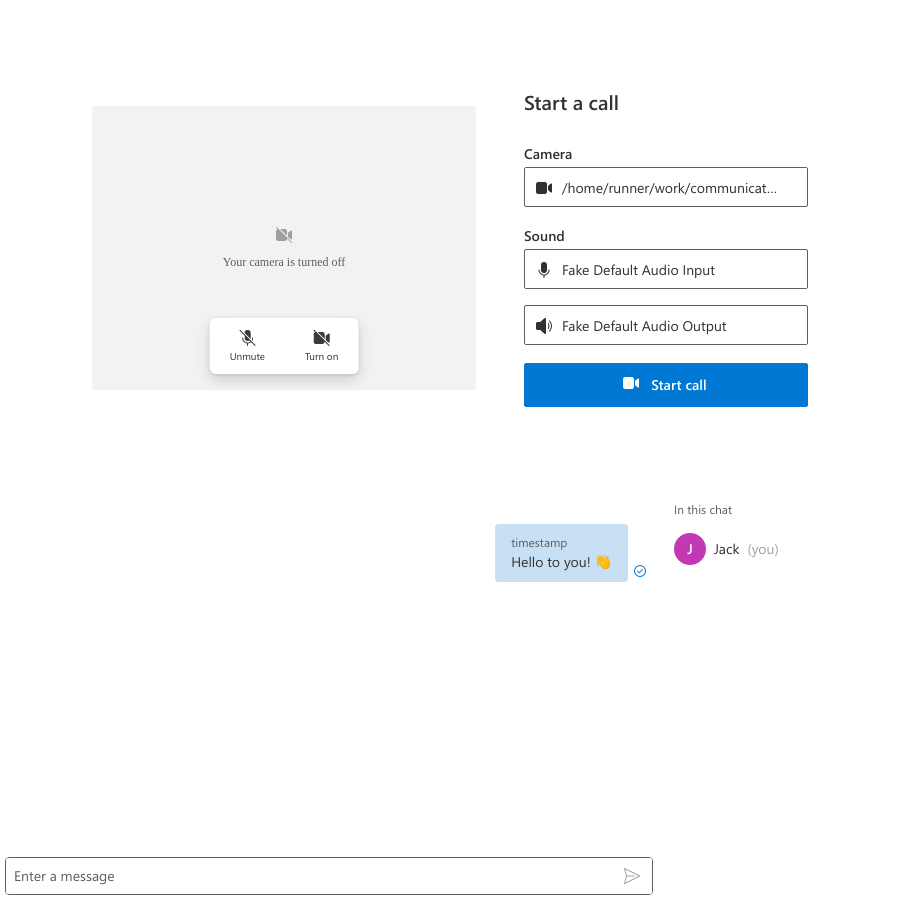 Start a call
Camera
/home/runner/work/communicat...
Sound
Fake Default Audio Input
Fake Default Audio Output
Start call
Your camera is turned off
Unmute
Turn on
In this chat
J
Jack (you)
timestamp
Hello to you! 👋
Enter a message